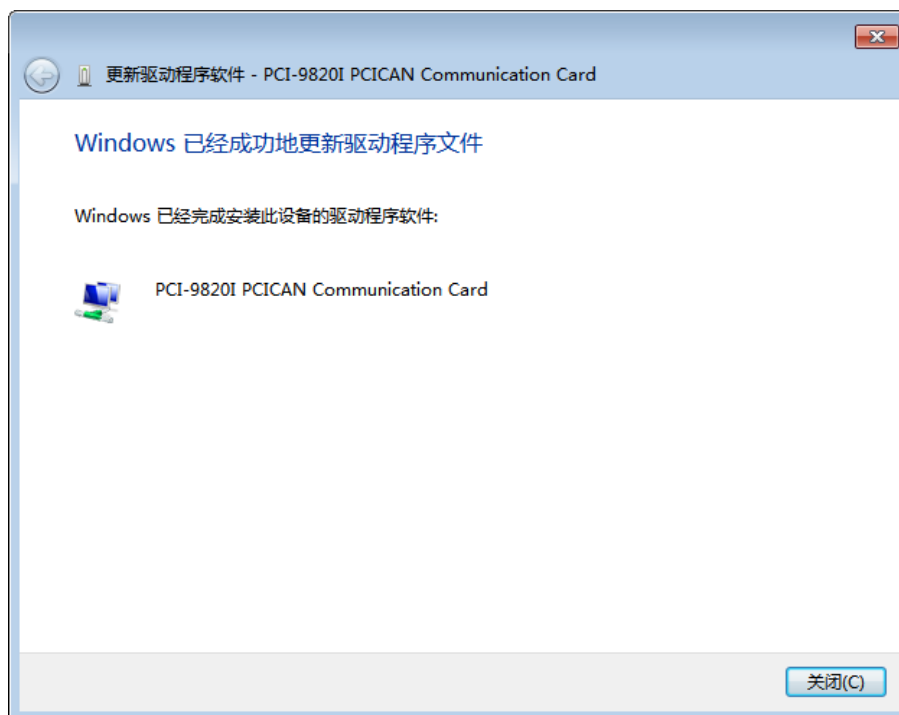 更新驱动程序软件 - PCI-9820I PCICAN Communication Card
Windows 已经成功地更新驱动程序文件
Windows 已经完成安装此设备的驱动程序软件:
PCI-9820I PCICAN Communication Card
关闭(C)